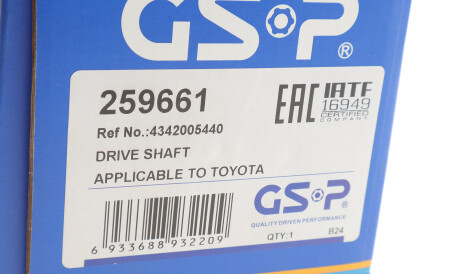 GSP®
259661
Ref No.:4342005440
DRIVE SHAFT
APPLICABLE TO TOYOTA
EAC
IATF
16949
CERTIFIED
COMPANY
GSP
QUALITY DRIVEN PERFORMANCE
6 933688 932209
QTY:1
B24